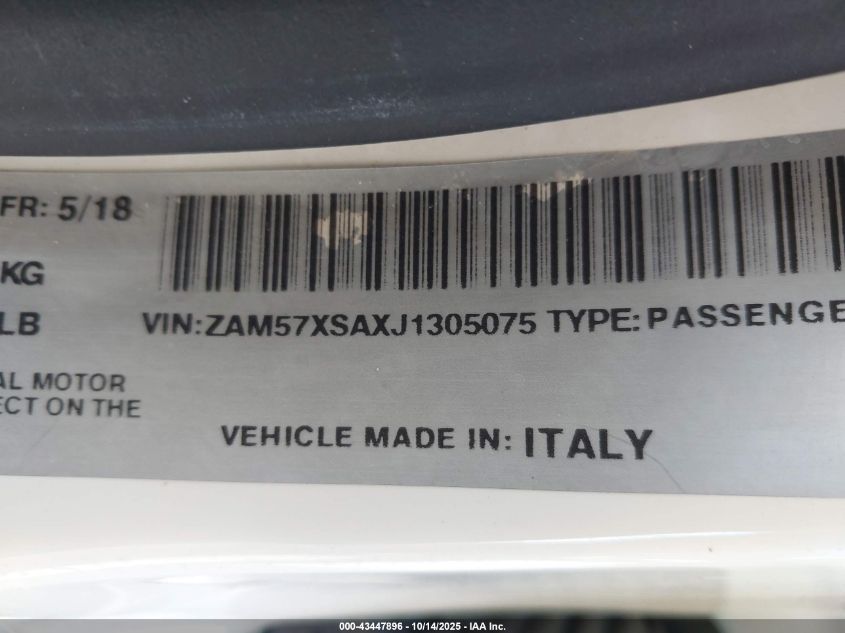 FR: 5/18
KG
LB
VIN:ZAM57XSAXJ1305075 TYPE: PASSENGE
AL MOTOR
ECT ON THE
VEHICLE MADE IN: ITALY
000-43447896 - 10/14/2025 - IAA Inc.